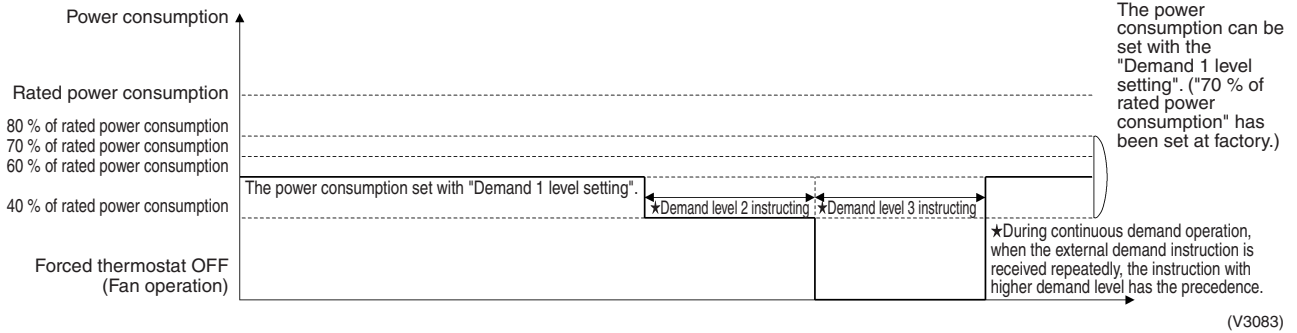 Power consumption
Rated power consumption
80 % of rated power consumption
70 % of rated power consumption
60 % of rated power consumption
40 % of rated power consumption
Forced thermostat OFF
(Fan operation)
The power consumption set with "Demand 1 level setting".
★Demand level 2 instructing
★Demand level 3 instructing
The power
consumption can be
set with the
"Demand 1 level
setting". ("70 % of
rated power
consumption" has
been set at factory.)
★During continuous demand operation,
when the external demand instruction is
received repeatedly, the instruction with
higher demand level has the precedence.
(V3083)